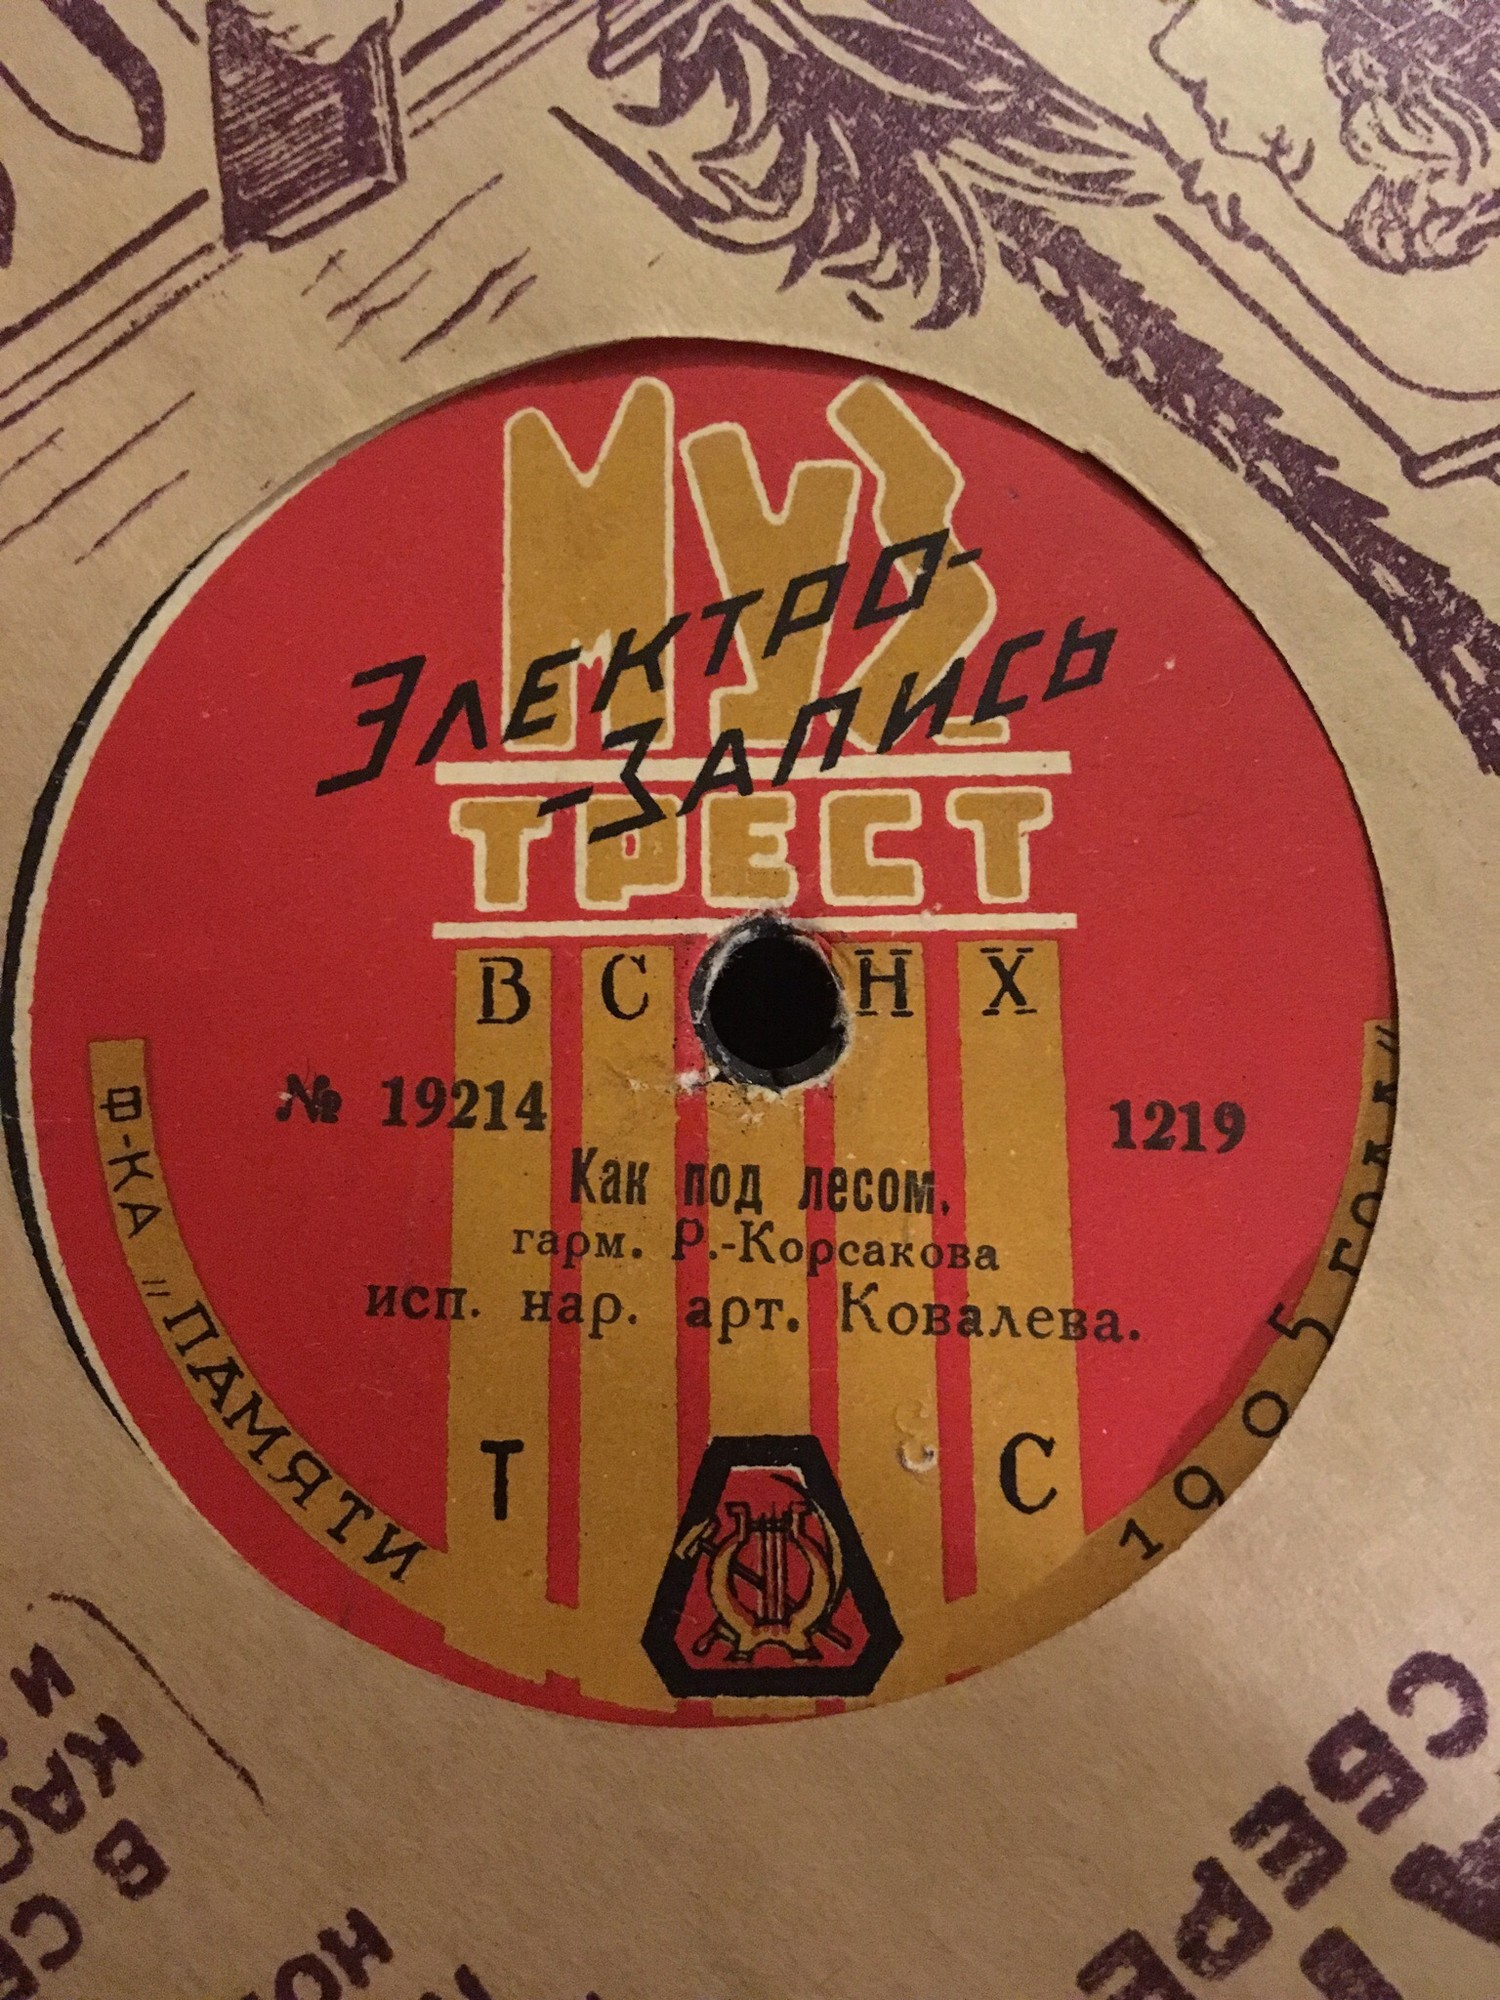 МУЗ
ЭЛЕКТРО-
-ЗАПИСЬ
ТРЕСТ
В С Н Х
№ 19214
1219
Как под лесом.
гарм. Р.-Корсакова
исп. нар. арт. Ковалева.
Т С
Ф-КА "ПАМЯТИ
1905 ГОДА"
СБЕРЕ
В